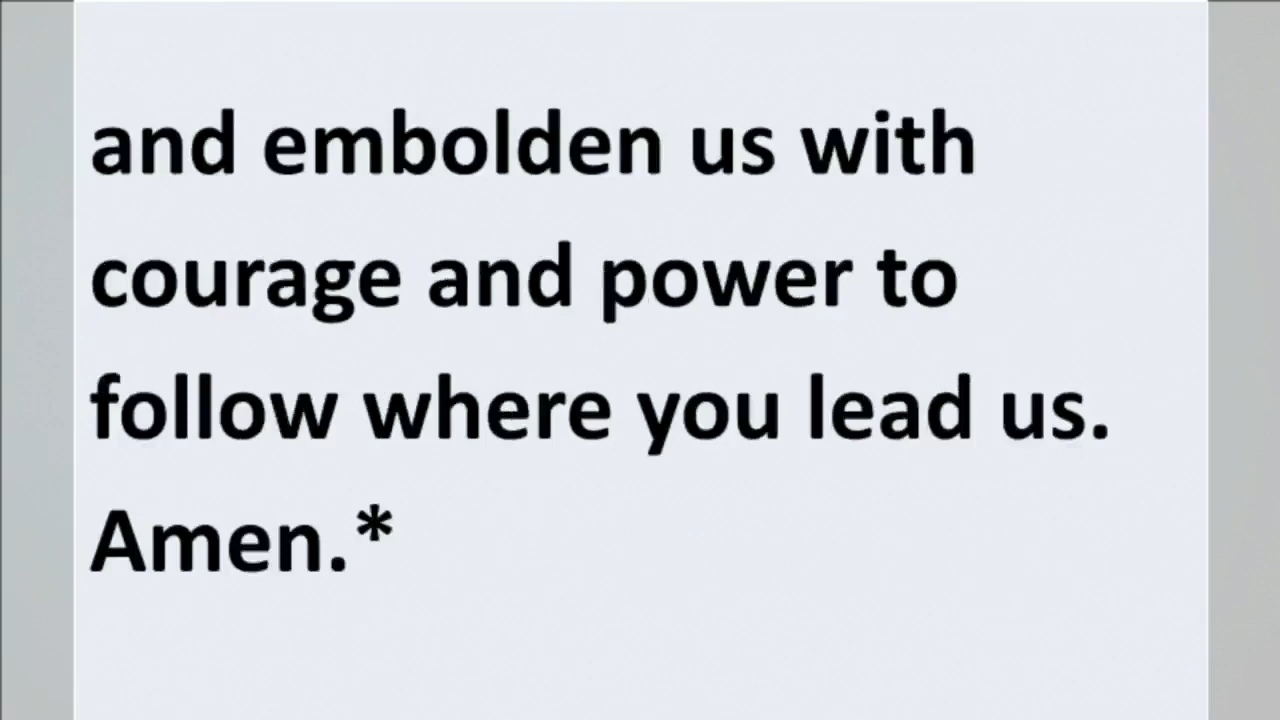 and embolden us with
courage and power to
follow where you lead us.
Amen.*